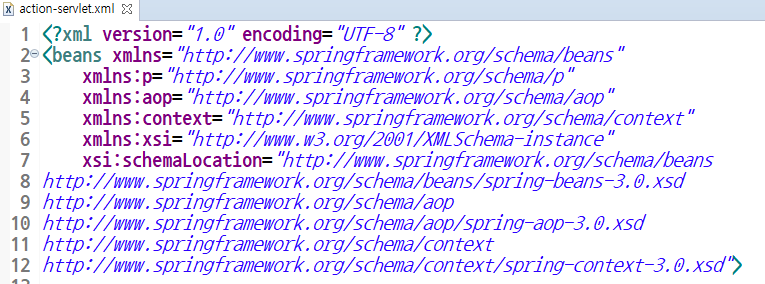 action-servlet.xml
1 <?xml version="1.0" encoding="UTF-8" ?>
2 <beans xmlns="http://www.springframework.org/schema/beans"
3 xmlns:p="http://www.springframework.org/schema/p"
4 xmlns:aop="http://www.springframework.org/schema/aop"
5 xmlns:context="http://www.springframework.org/schema/context"
6 xmlns:xsi="http://www.w3.org/2001/XMLSchema-instance"
7 xsi:schemaLocation="http://www.springframework.org/schema/beans
8 http://www.springframework.org/schema/beans/spring-beans-3.0.xsd
9 http://www.springframework.org/schema/aop
10 http://www.springframework.org/schema/aop/spring-aop-3.0.xsd
11 http://www.springframework.org/schema/context
12 http://www.springframework.org/schema/context/spring-context-3.0.xsd">